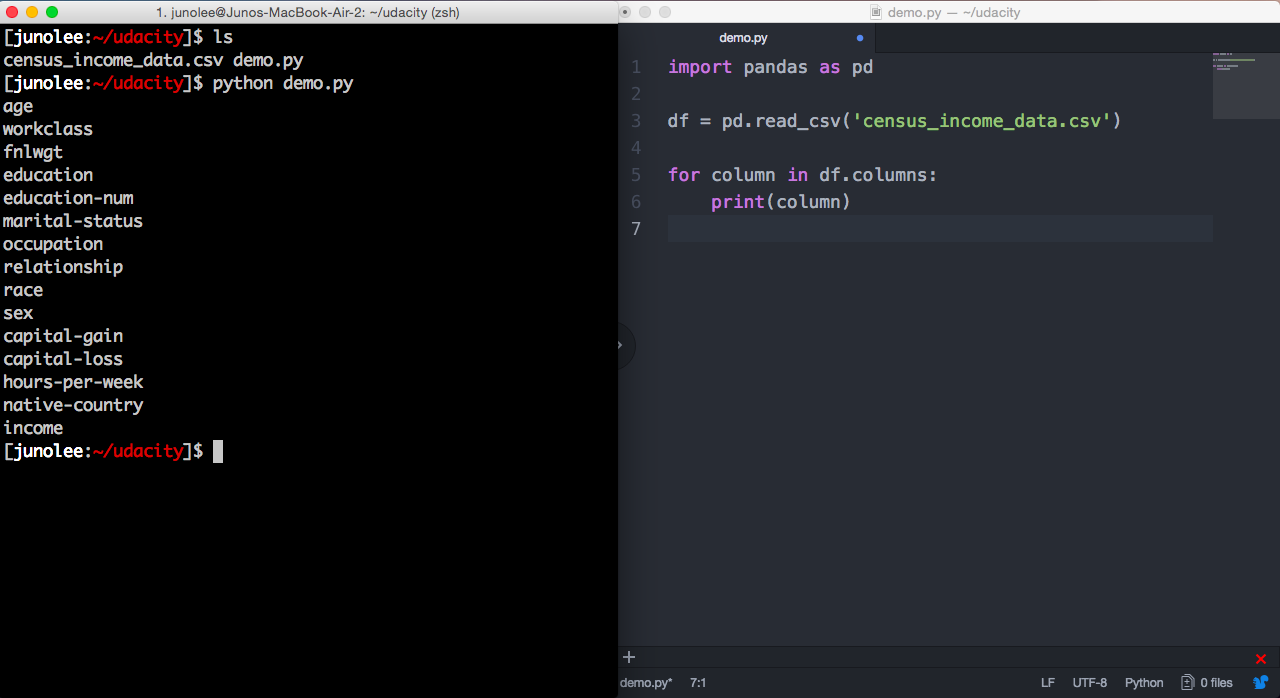 1. junolee@Junos-MacBook-Air-2: ~/udacity (zsh)
[junolee:~/udacity]$ ls
census_income_data.csv demo.py
[junolee:~/udacity]$ python demo.py
age
workclass
fnlwgt
education
education-num
marital-status
occupation
relationship
race
sex
capital-gain
capital-loss
hours-per-week
native-country
income
[junolee:~/udacity]$
demo.py — ~/udacity
demo.py
1 import pandas as pd
2
3 df = pd.read_csv('census_income_data.csv')
4
5 for column in df.columns:
6     print(column)
7
demo.py* 7:1 LF UTF-8 Python 0 files